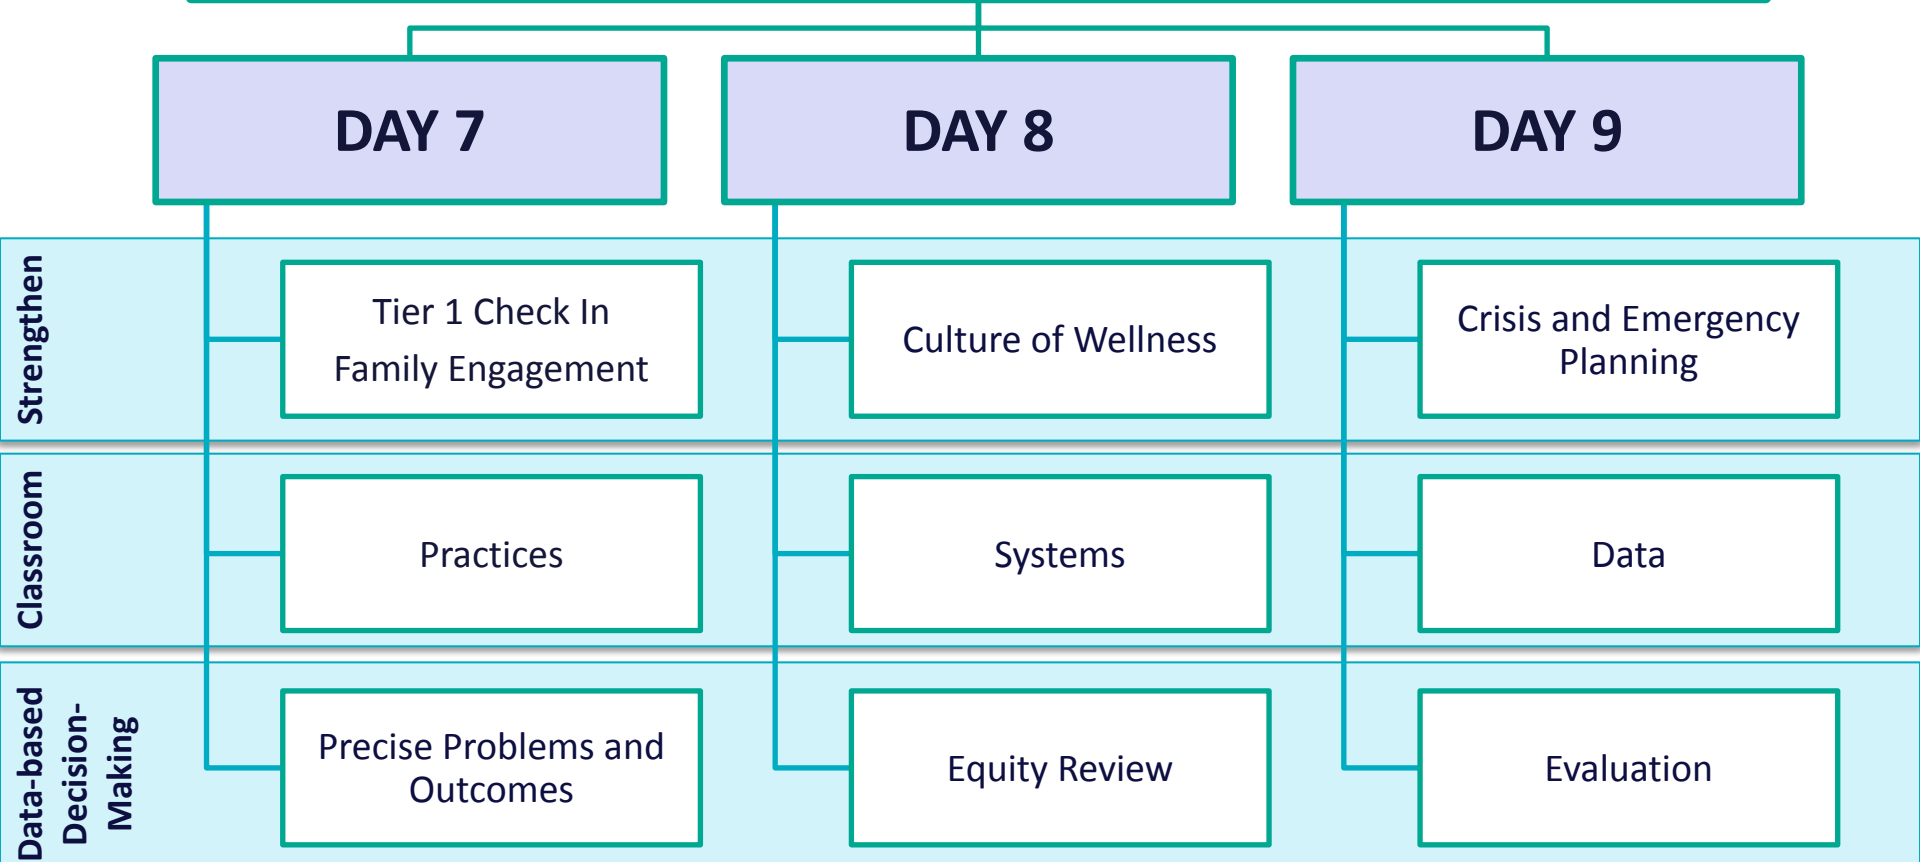 DAY 7
DAY 8
DAY 9
Strengthen
Tier 1 Check In
Family Engagement
Culture of Wellness
Crisis and Emergency
Planning
Classroom
Practices
Systems
Data
Data-based
Decision-
Making
Precise Problems and
Outcomes
Equity Review
Evaluation